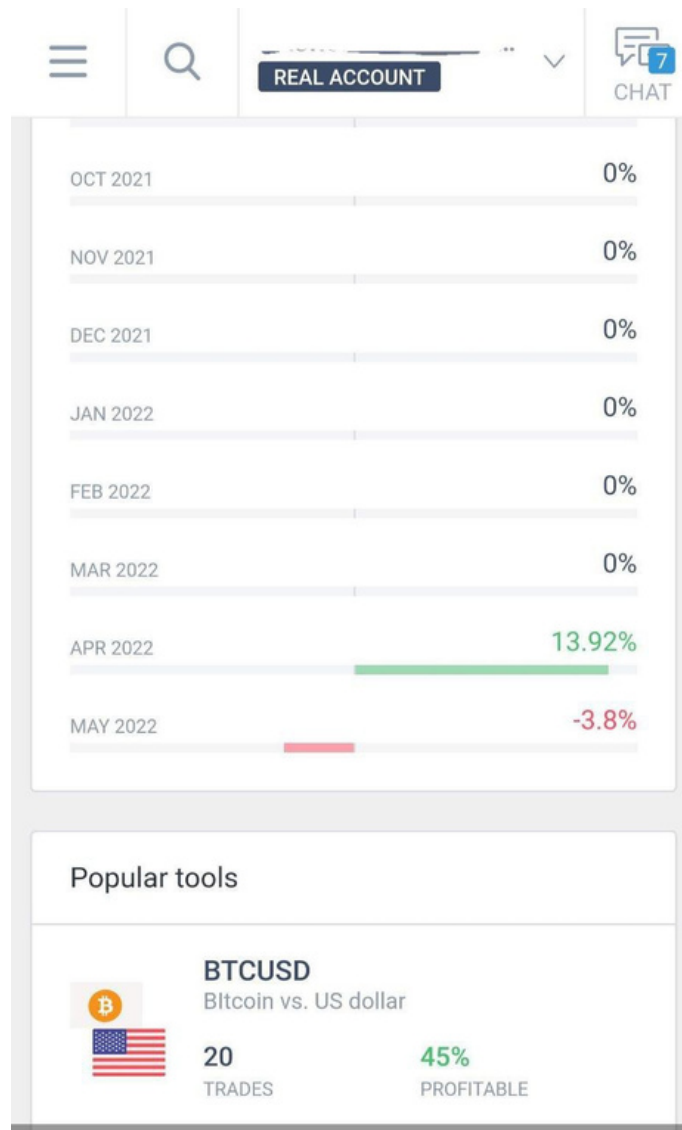 REAL ACCOUNT
7
CHAT
OCT 2021 0%
NOV 2021 0%
DEC 2021 0%
JAN 2022 0%
FEB 2022 0%
MAR 2022 0%
APR 2022 13.92%
MAY 2022 -3.8%
Popular tools
BTCUSD
BItcoin vs. US dollar
20 45%
TRADES PROFITABLE